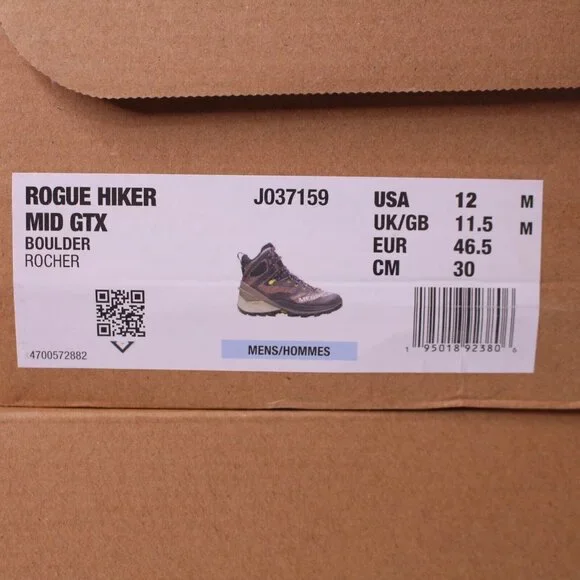 ROGUE HIKER
MID GTX
BOULDER
ROCHER
4700572882
J037159
MENS/HOMMES
USA 12 M
UK/GB 11.5 M
EUR 46.5
CM 30
1 95018 92380 6